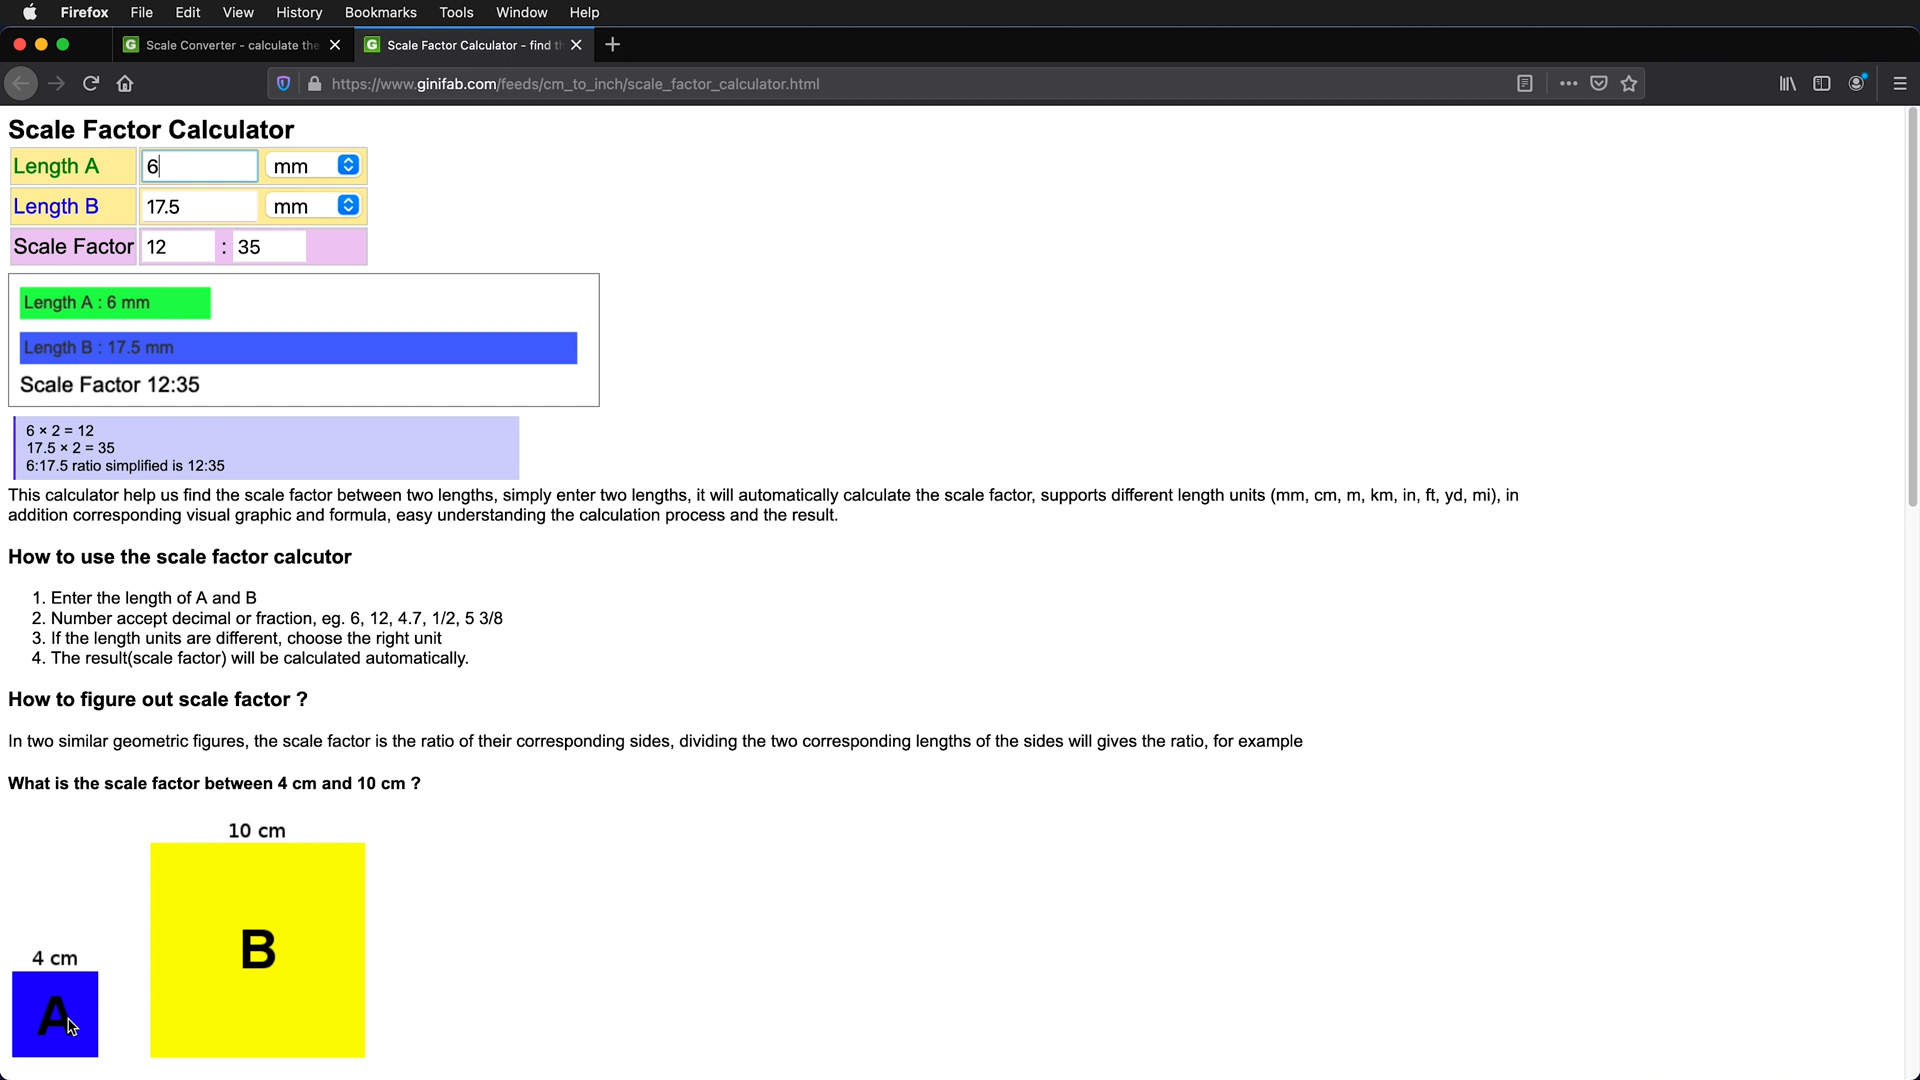 Firefox File Edit View History Bookmarks Tools Window Help
Scale Converter - calculate the
Scale Factor Calculator - find t
https://www.ginifab.com/feeds/cm_to_inch/scale_factor_calculator.html
Scale Factor Calculator
Length A 6 mm
Length B 17.5 mm
Scale Factor 12 : 35
Length A : 6 mm
Length B : 17.5 mm
Scale Factor 12:35
6 × 2 = 12
17.5 × 2 = 35
6:17.5 ratio simplified is 12:35
This calculator help us find the scale factor between two lengths, simply enter two lengths, it will automatically calculate the scale factor, supports different length units (mm, cm, m, km, in, ft, yd, mi), in
addition corresponding visual graphic and formula, easy understanding the calculation process and the result.
How to use the scale factor calcutor
1. Enter the length of A and B
2. Number accept decimal or fraction, eg. 6, 12, 4.7, 1/2, 5 3/8
3. If the length units are different, choose the right unit
4. The result(scale factor) will be calculated automatically.
How to figure out scale factor ?
In two similar geometric figures, the scale factor is the ratio of their corresponding sides, dividing the two corresponding lengths of the sides will gives the ratio, for example
What is the scale factor between 4 cm and 10 cm ?
10 cm
B
4 cm
A